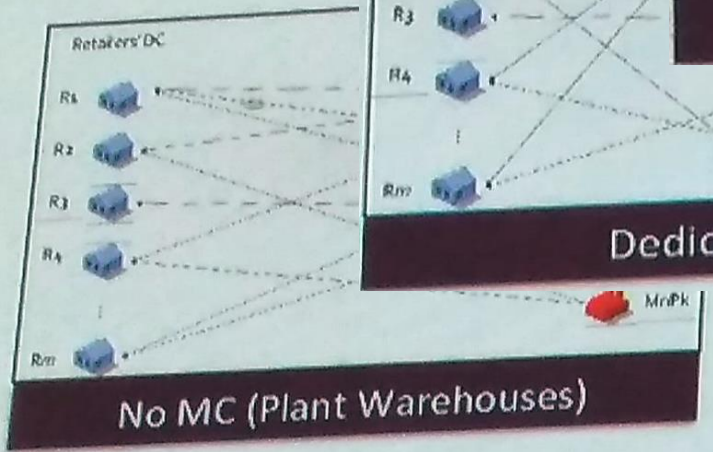 Retailers' DC
R1
R2
R3
R4
Rm
MnPk
No MC (Plant Warehouses)
R3
R4
Rm
Dedic